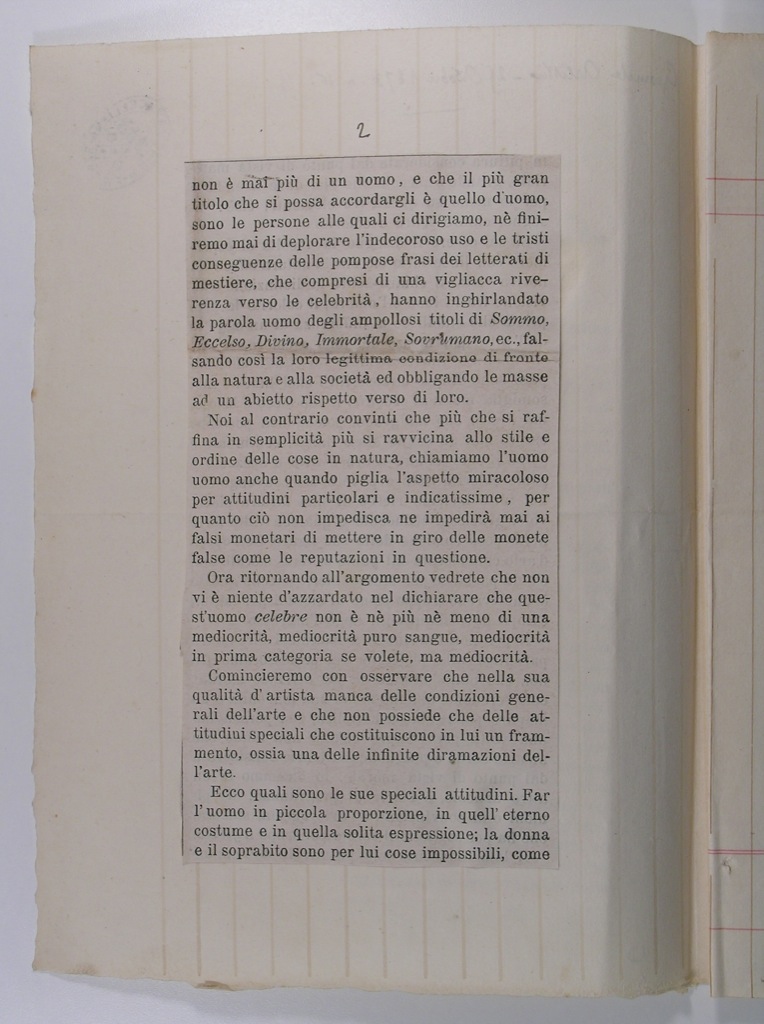 2
non è mai più di un uomo, e che il più gran
titolo che si possa accordargli è quello d'uomo,
sono le persone alle quali ci dirigiamo, nè fini-
remo mai di deplorare l'indecoroso uso e le tristi
conseguenze delle pompose frasi dei letterati di
mestiere, che compresi di una vigliacca rive-
renza verso le celebrità, hanno inghirlandato
la parola uomo degli ampollosi titoli di Sommo,
Eccelso, Divino, Immortale, Sovrumano, ec., fal-
sando così la loro legittima condizione di fronte
alla natura e alla società ed obbligando le masse
ad un abietto rispetto verso di loro.
Noi al contrario convinti che più che si raf-
fina in semplicità più si ravvicina allo stile e
ordine delle cose in natura, chiamiamo l'uomo
uomo anche quando piglia l'aspetto miracoloso
per attitudini particolari e indicatissime, per
quanto ciò non impedisca ne impedirà mai ai
falsi monetari di mettere in giro delle monete
false come le reputazioni in questione.
Ora ritornando all'argomento vedrete che non
vi è niente d'azzardato nel dichiarare che que-
st'uomo celebre non è nè più nè meno di una
mediocrità, mediocrità puro sangue, mediocrità
in prima categoria se volete, ma mediocrità.
Comincieremo con osservare che nella sua
qualità d'artista manca delle condizioni gene-
rali dell'arte e che non possiede che delle at-
titudini speciali che costituiscono in lui un fram-
mento, ossia una delle infinite diramazioni del-
l'arte.
Ecco quali sono le sue speciali attitudini. Far
l'uomo in piccola proporzione, in quell'eterno
costume e in quella solita espressione; la donna
e il soprabito sono per lui cose impossibili, come